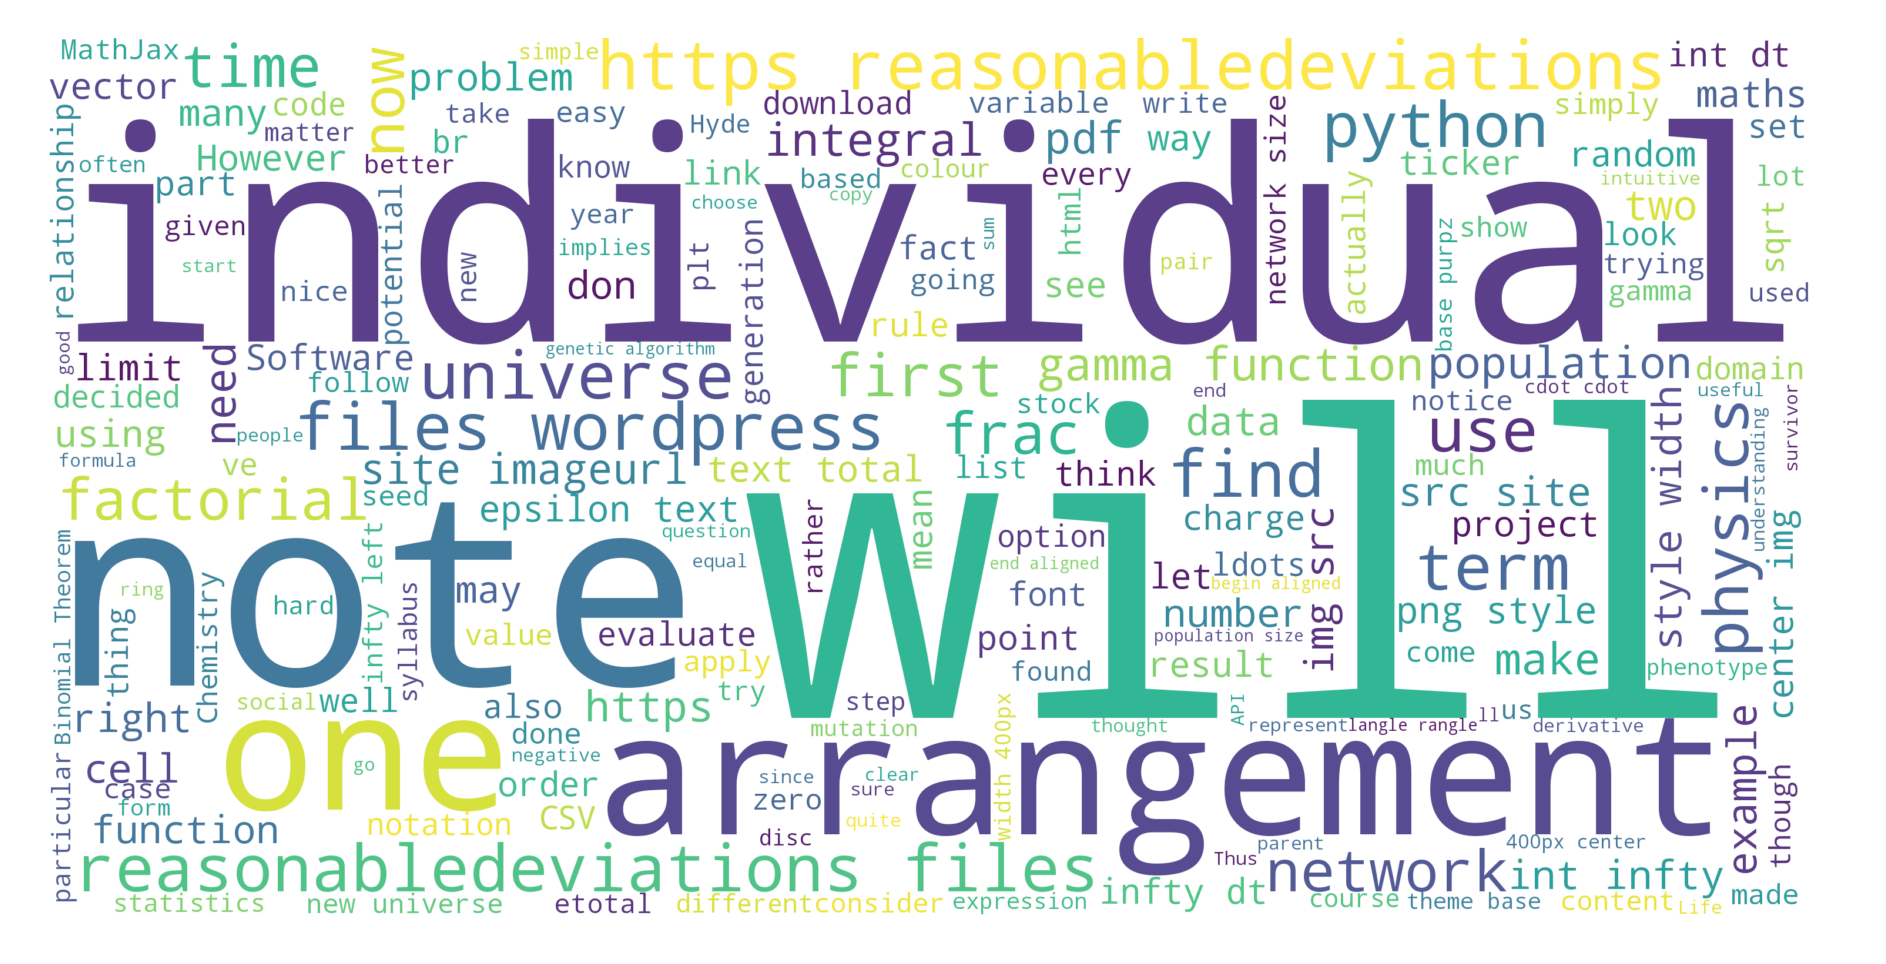 MathJax
time
now
simple
problem
https reasonabledeviations
int dt
vector
many
code
matter
take
easy
Hyde
download
variable
write
network size
simply
maths
set
relationship
often
However
br
better
know
integral
pdf
way
python
random
ticker
intuitive
lot
part
given
potential
link
based
colour
every
html
choose
copy
sum
year
implies
plt
generation
fact
going
see
pair
actually
base purpz
show
two
look
trying
gamma
sqrt
used
start
nice
new
don
rule
individual
good
limit
need
Software
genetic algorithm
universe
first
gamma function
population
domain
decided
follow
files wordpress
stock
end
cdot cdot
notice
useful
using
people
frac
data
use
style width
physics
understanding
survivor
formula
ve
site imageurl
text total
list
think
find
much
factorial
seed
epsilon text
mean
charge
src site
question
rather
option
project
Binomial Theorem
note
infty left
equal
end aligned
will
ldots
let
begin aligned
img src
term
center img
ring
Chemistry
hard
syllabus
may
font
number
png style
thing
value
evaluate
point
population size
come
make
apply
found
result
phenotype
right
social
well
try
also
https
step
mutation
width 400px
thought
API
represent
langle rangle
ll
us
derivative
example
particular
cell
case
one
go
done
negative
order
arrangement
since
zero
clear
sure
form
function
notation
CSV
disc
quite
though
Thus
parent
400px center
reasonabledeviations files
network
int infty
infty dt
statistics
new universe
etotal
different
consider
expression
course
theme base
content
Life
made